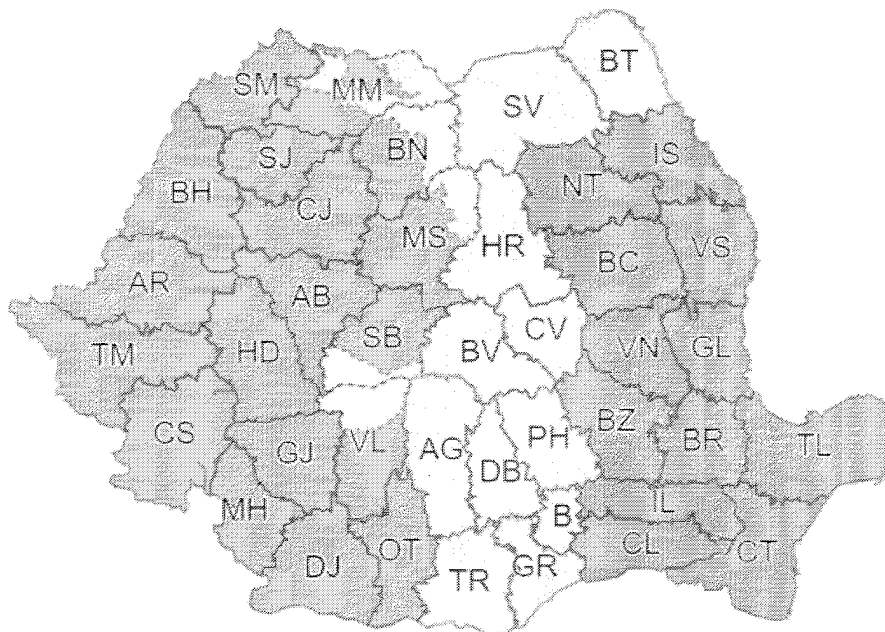 BT
SM
MM
SV
IS
SJ
BN
NT
BH
CJ
MS
HR
BC
VS
AR
AB
CV
TM
HD
SB
BV
VN
GL
CS
GJ
VL
AG
DB
PH
BZ
BR
TL
MH
B
IL
DJ
OT
TR
GR
CL
CT